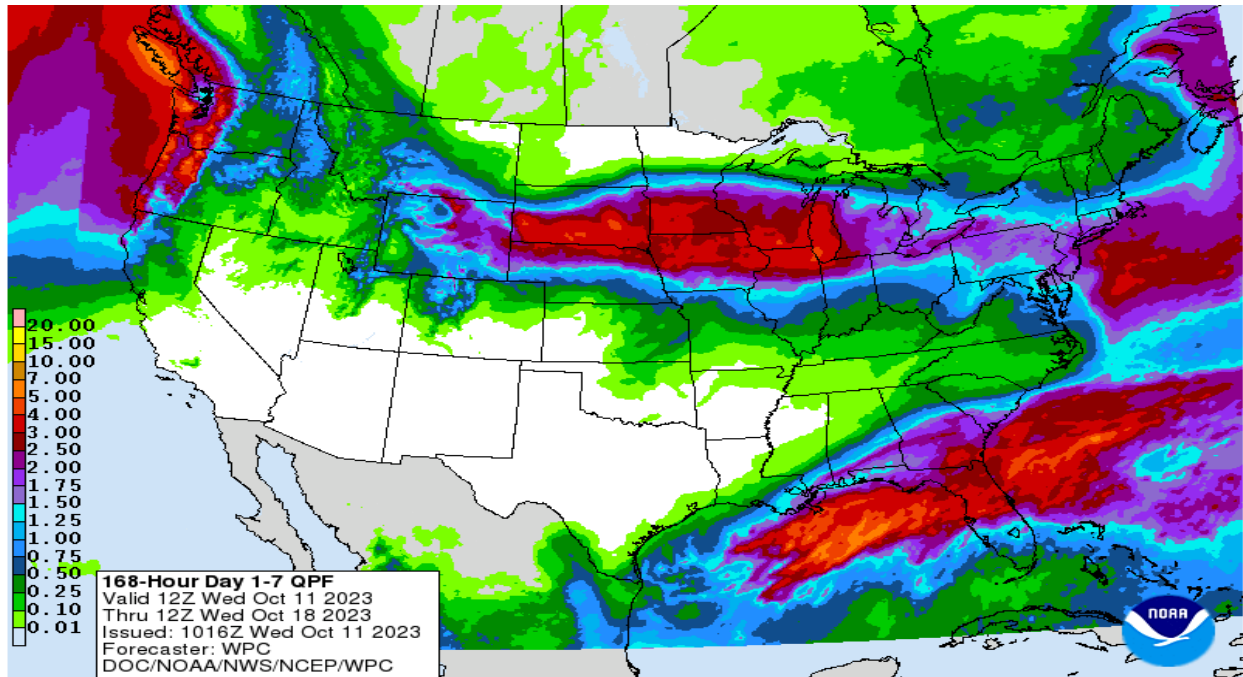 20.00
15.00
10.00
7.00
5.00
4.00
3.00
2.50
2.00
1.75
1.50
1.25
1.00
0.75
0.50
0.25
0.10
0.01
168-Hour Day 1-7 QPF
Valid 12Z Wed Oct 11 2023
Thru 12Z Wed Oct 18 2023
Issued: 1016Z Wed Oct 11 2023
Forecaster: WPC
DOC/NOAA/NWS/NCEP/WPC
NOAA